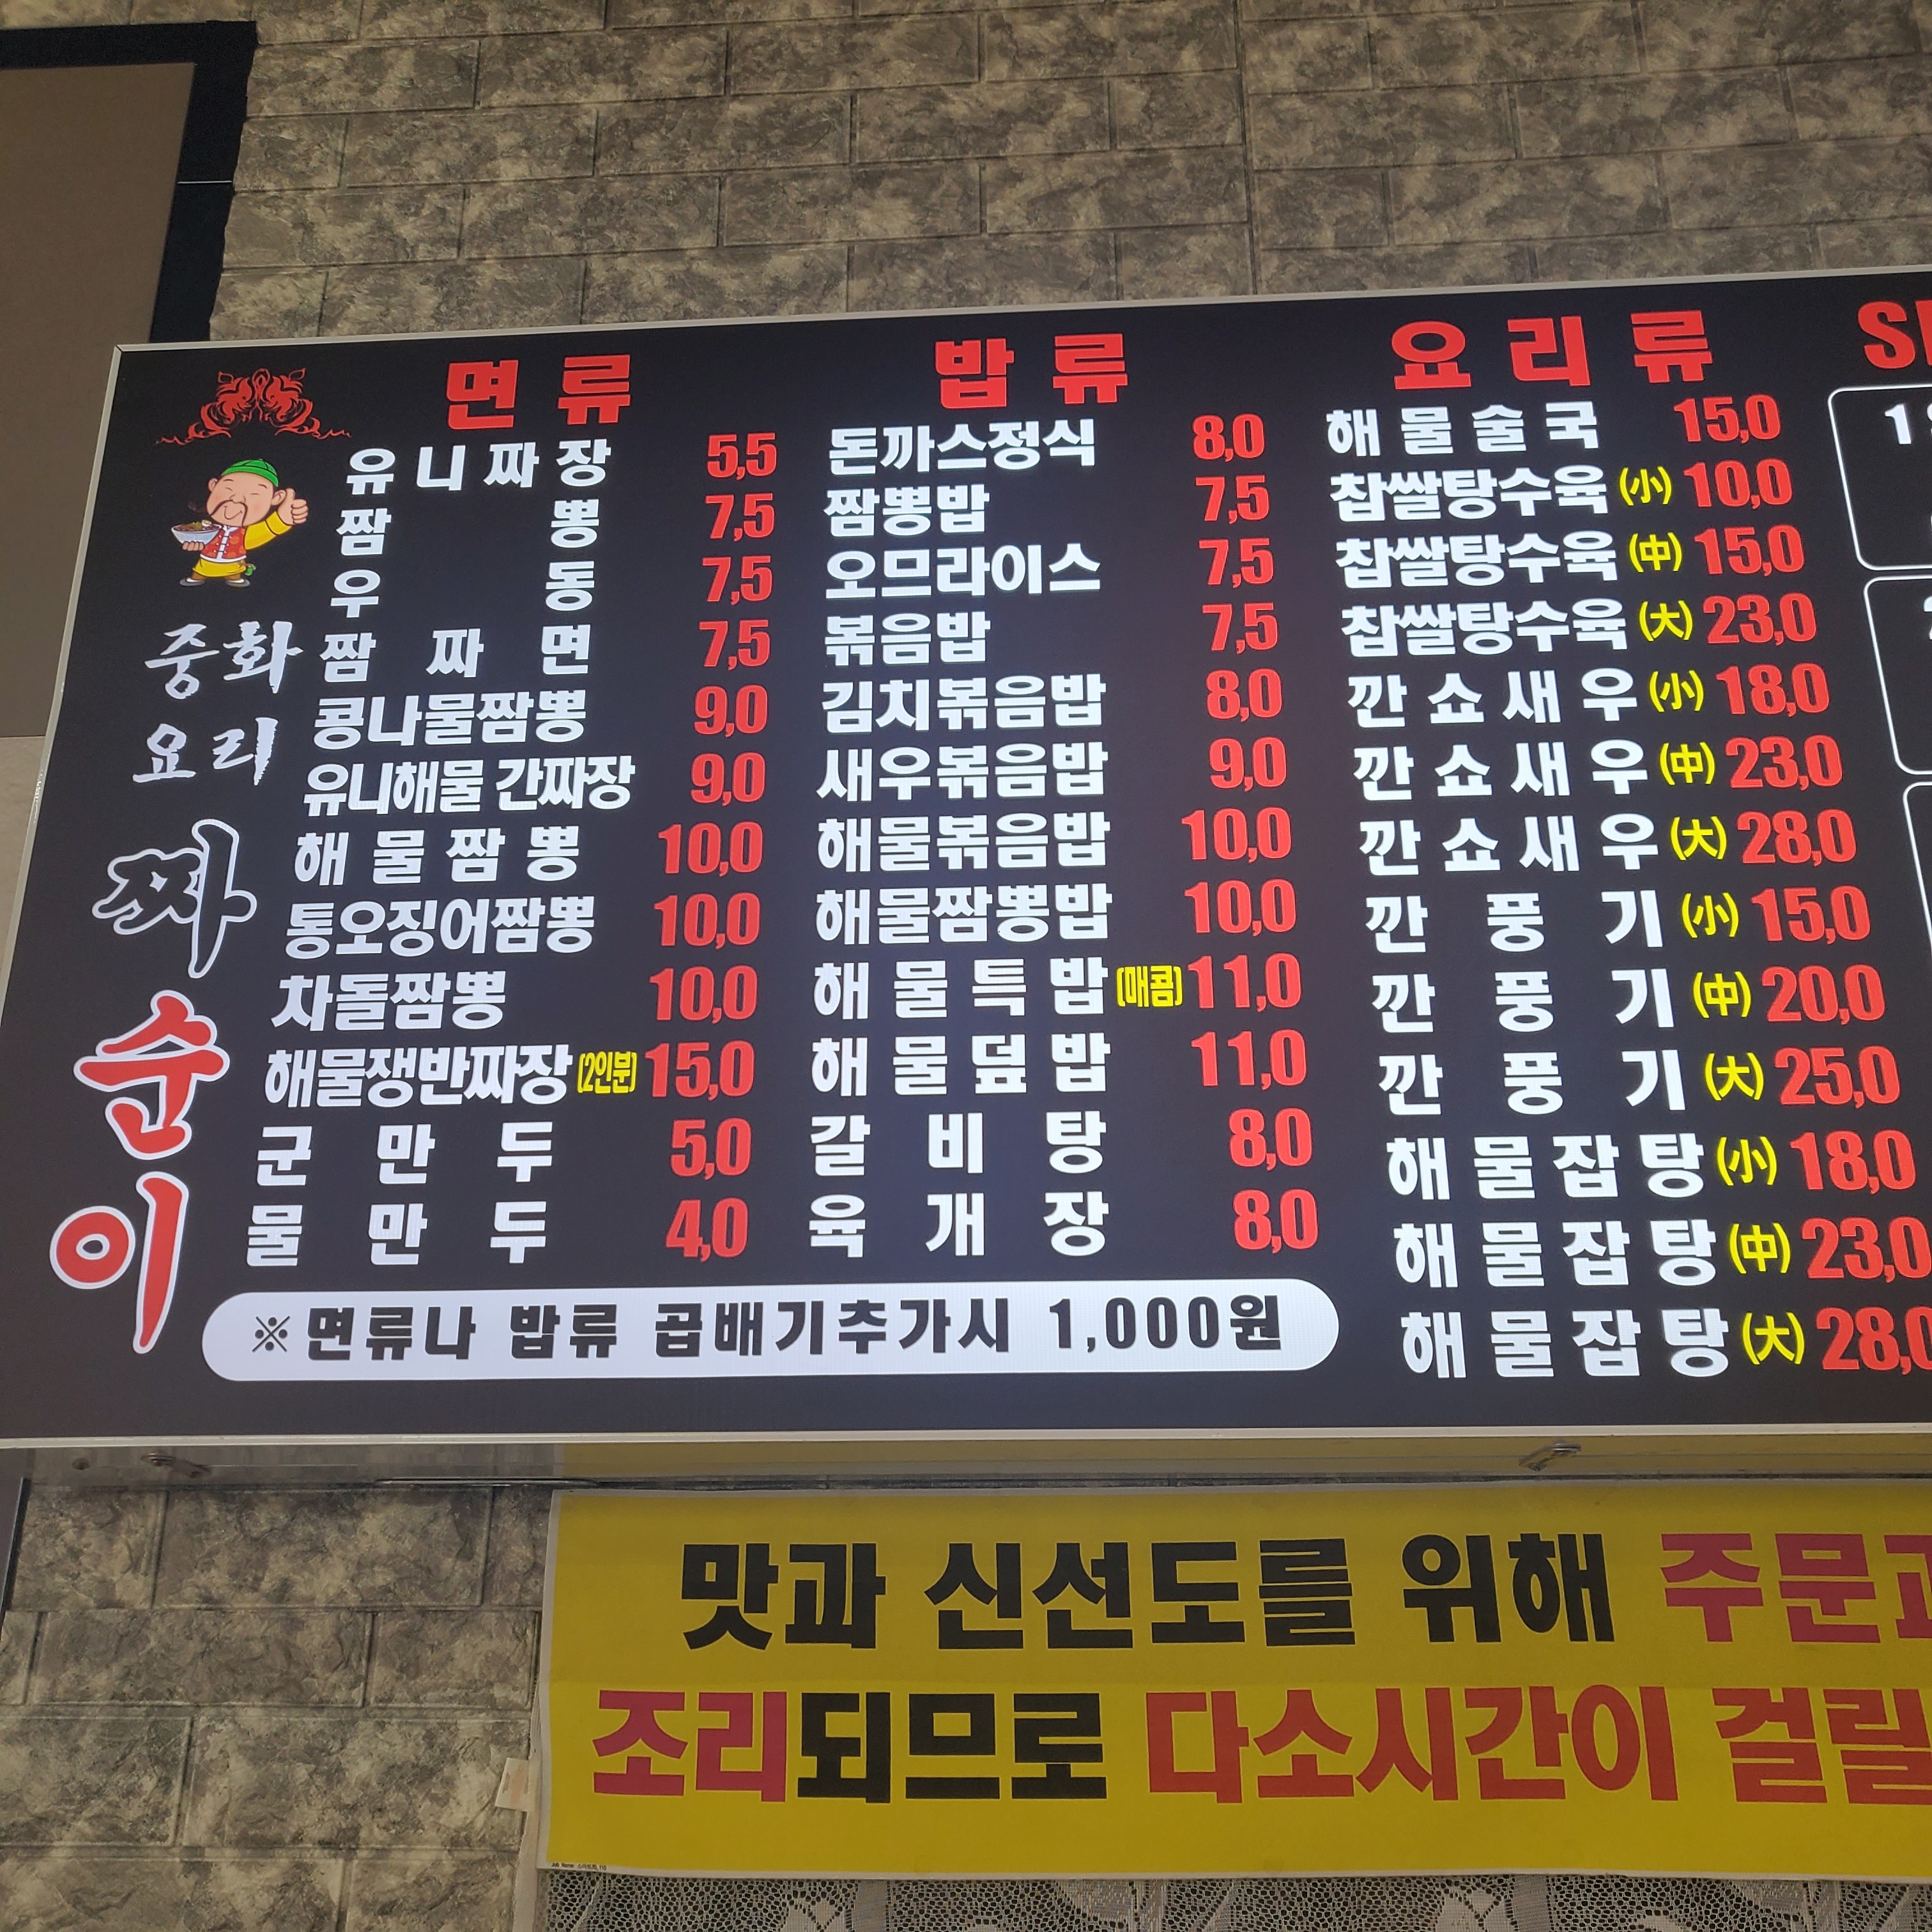 중화
요리
짜
순
이
면류
유니짜장 5,5
짬뽕 7,5
우동 7,5
짬짜면 7,5
콩나물짬뽕 9,0
유니해물 간짜장 9,0
해물짬뽕 10,0
통오징어짬뽕 10,0
차돌짬뽕 10,0
해물쟁반짜장 (2인분) 15,0
군만두 5,0
물만두 4,0
밥류
돈까스정식 8,0
짬뽕밥 7,5
오므라이스 7,5
볶음밥 7,5
김치볶음밥 8,0
새우볶음밥 9,0
해물볶음밥 10,0
해물짬뽕밥 10,0
해물특밥 (매콤) 11,0
해물덮밥 11,0
갈비탕 8,0
육개장 8,0
요리류
해물술국 15,0
찹쌀탕수육 (小) 10,0
찹쌀탕수육 (中) 15,0
찹쌀탕수육 (大) 23,0
깐쇼새우 (小) 18,0
깐쇼새우 (中) 23,0
깐쇼새우 (大) 28,0
깐풍기 (小) 15,0
깐풍기 (中) 20,0
깐풍기 (大) 25,0
해물잡탕 (小) 18,0
해물잡탕 (中) 23,0
해물잡탕 (大) 28,0
※ 면류나 밥류 곱배기추가시 1,000원
맛과 신선도를 위해 주문
조리되므로 다소시간이 걸릴